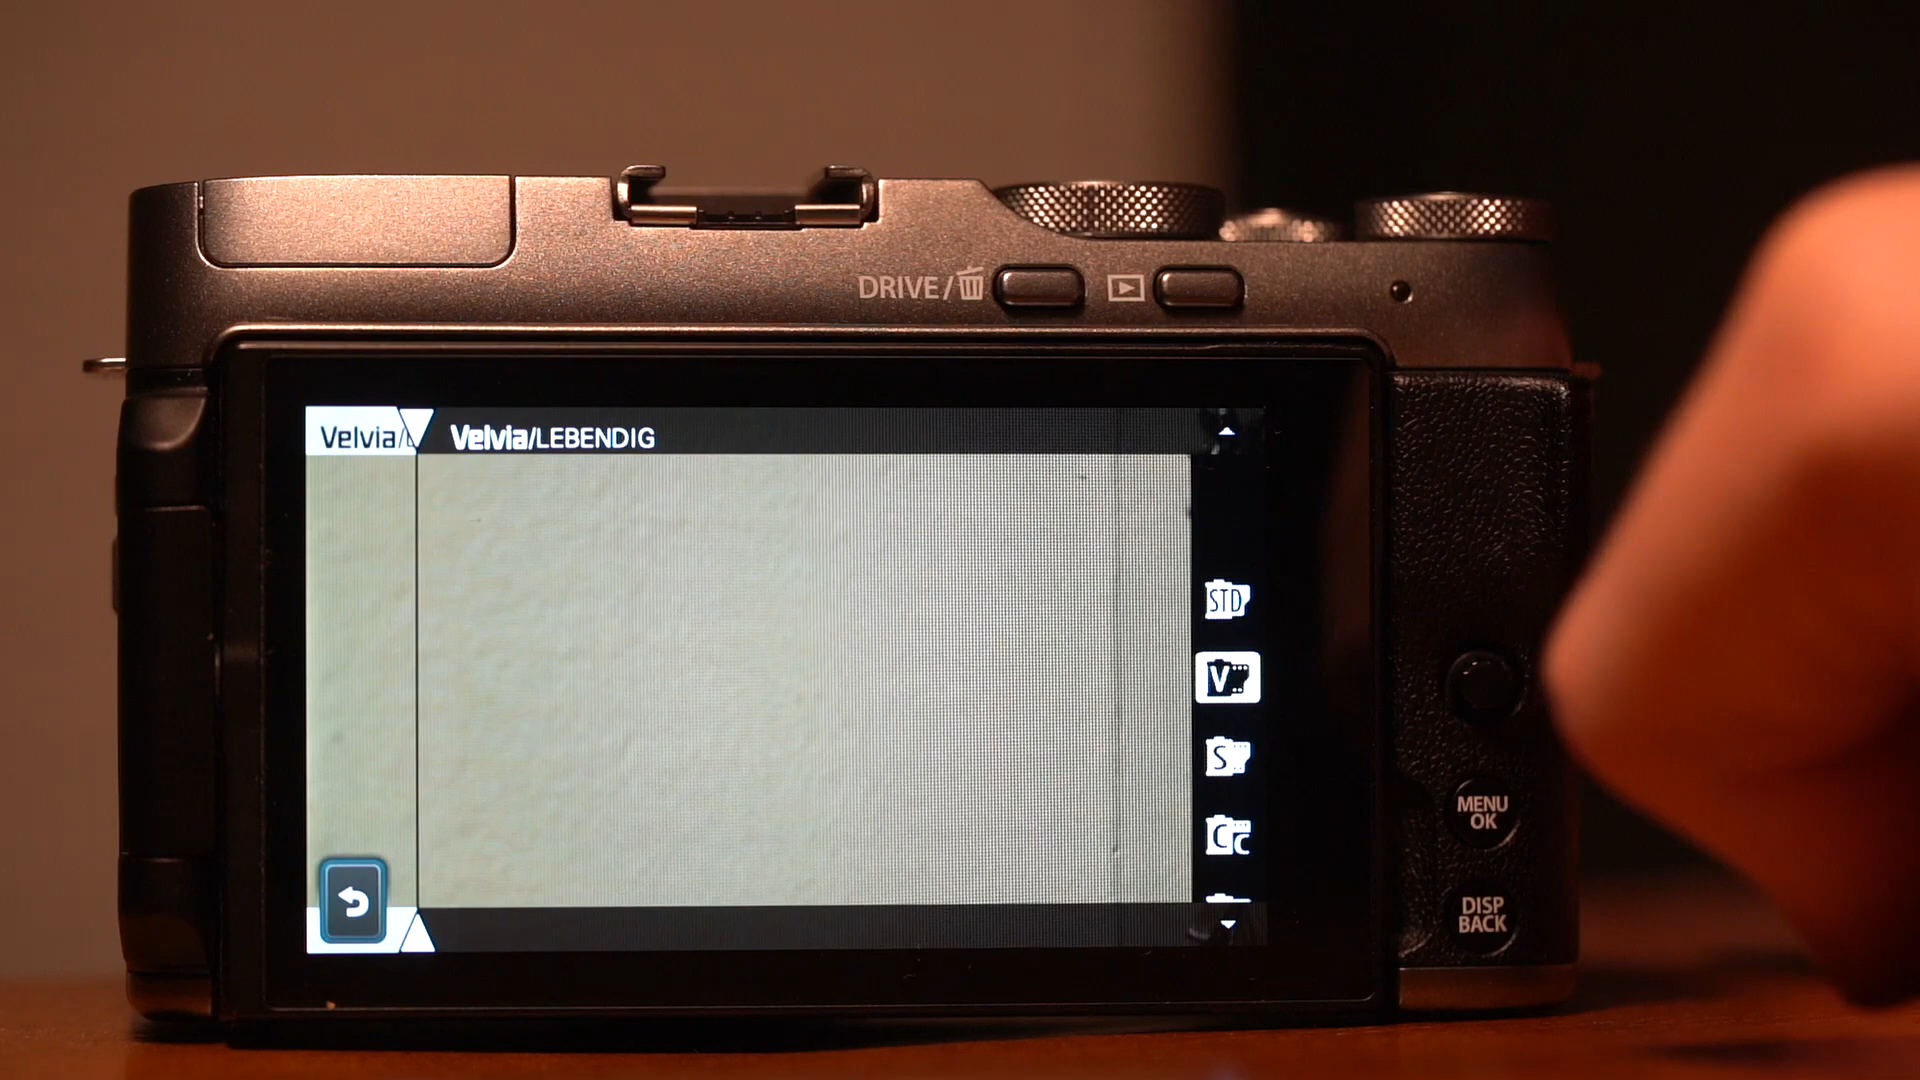 DRIVE/
Velvia/
Velvia/LEBENDIG
STD
V
S
Cc
MENU
OK
DISP
BACK